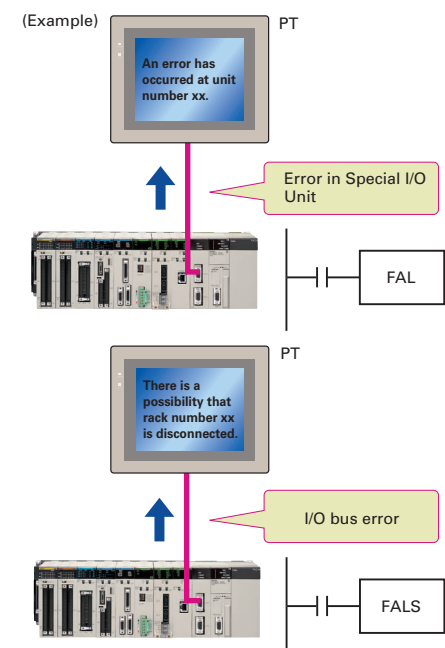 (Example)
PT
An error has
occurred at unit
number xx.
Error in Special I/O
Unit
FAL
PT
There is a
possibility that
rack number xx
is disconnected.
I/O bus error
FALS